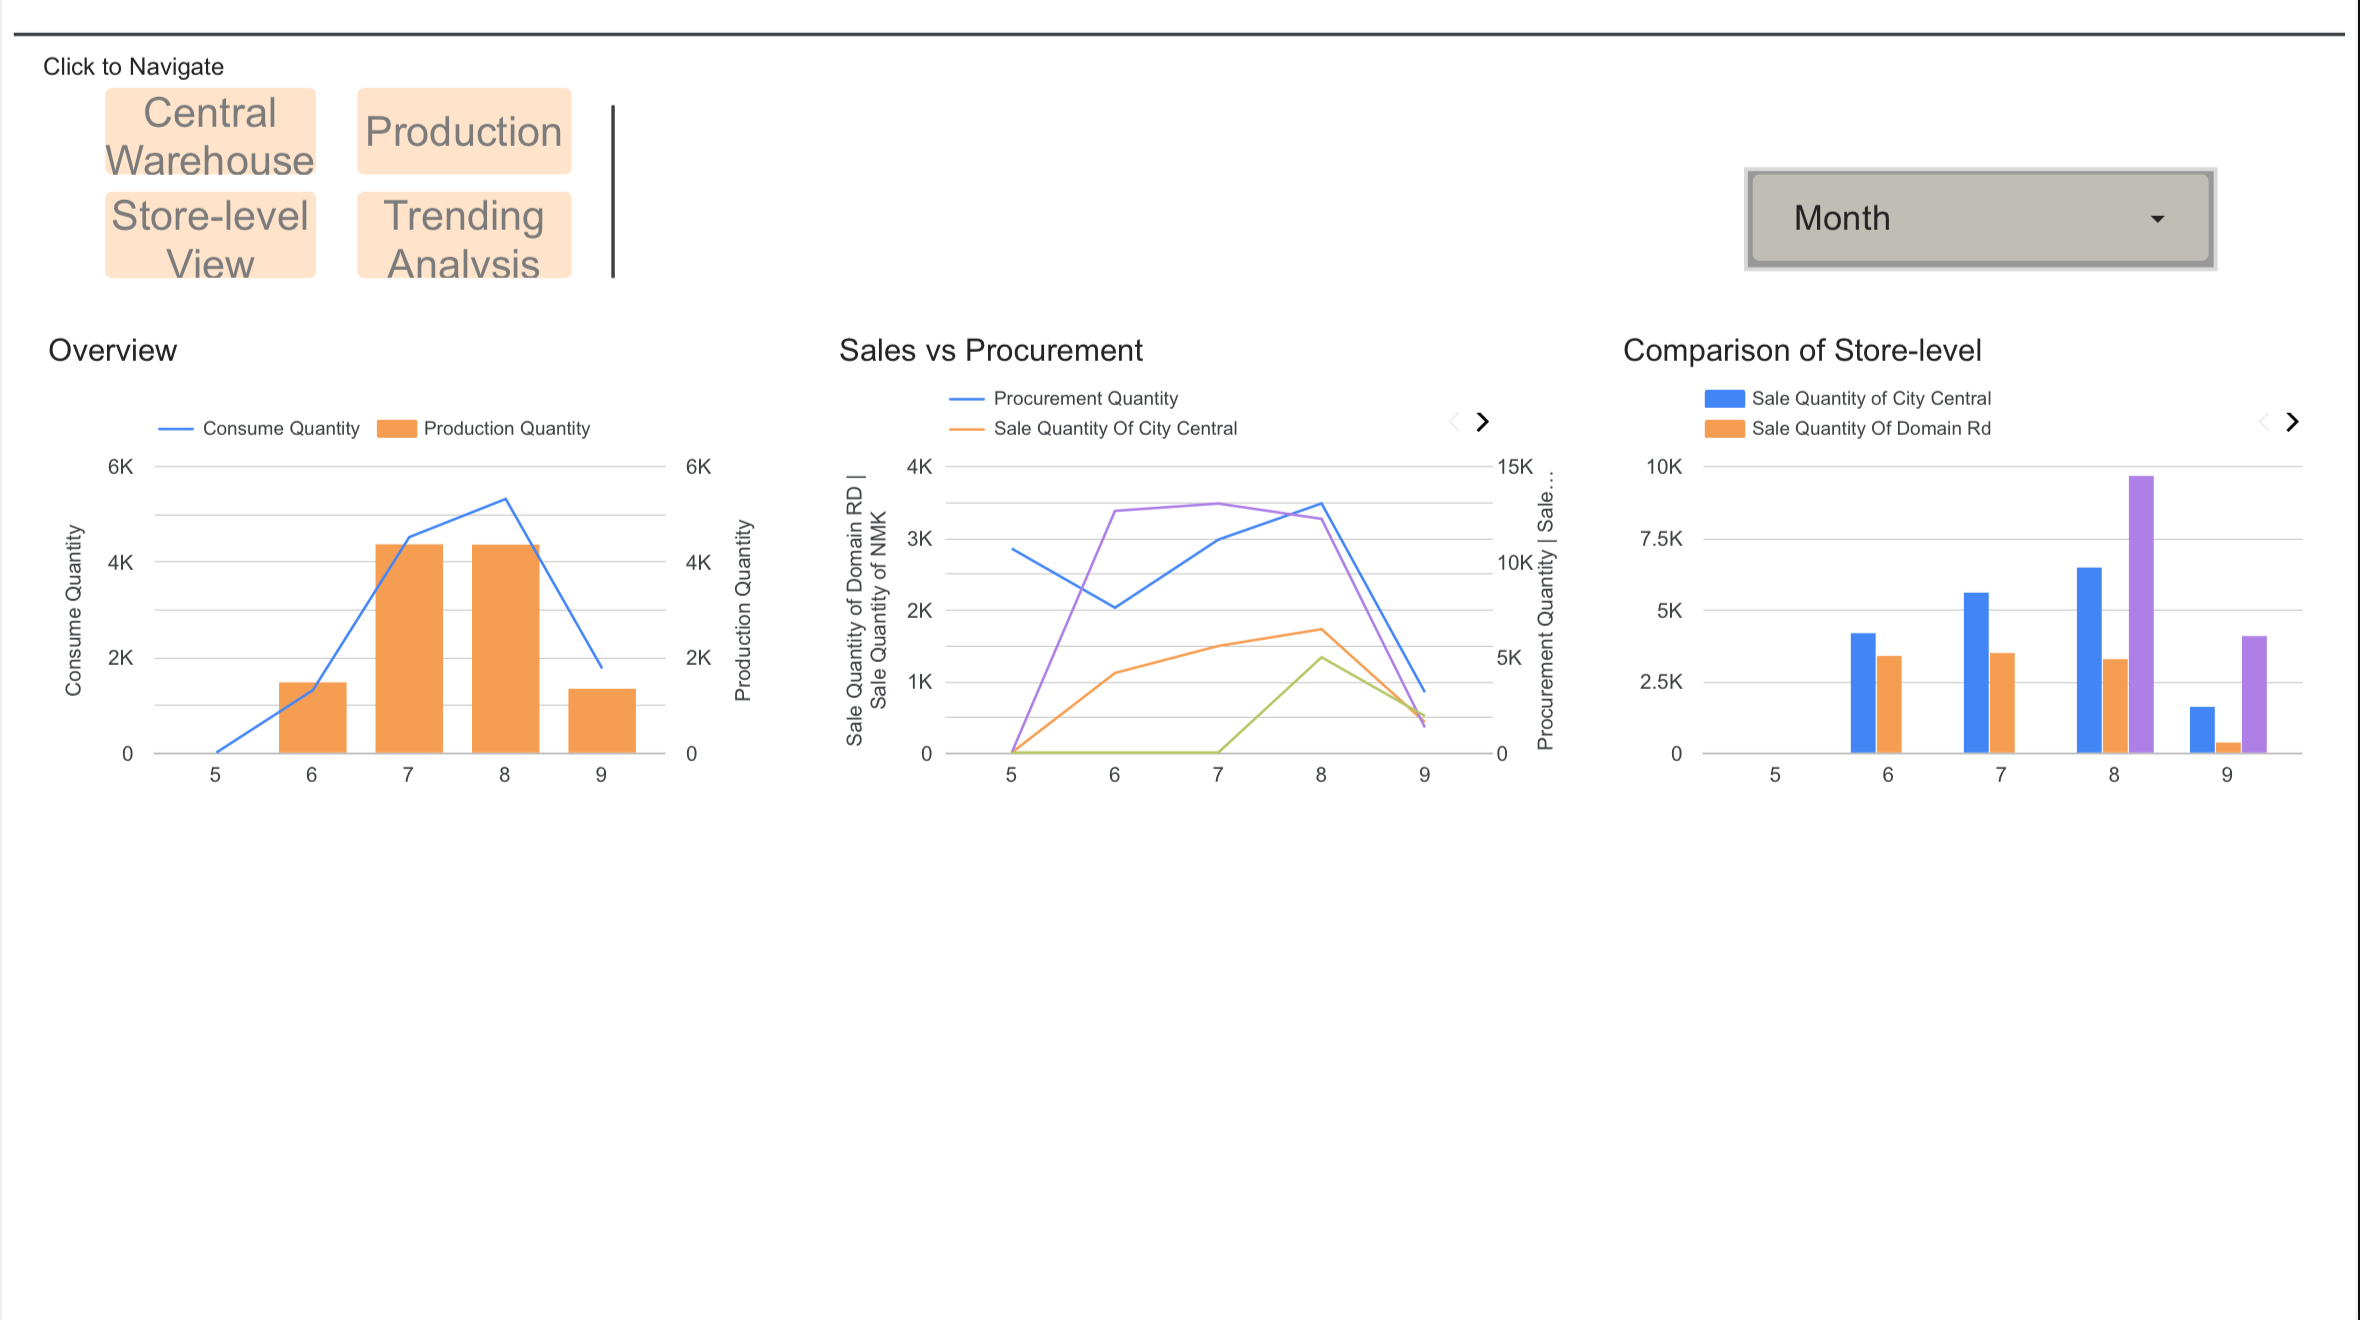 Click to Navigate
Central
Warehouse
Production
Store-level
View
Trending
Analysis
Month
Overview
Consume Quantity
Production Quantity
6K
4K
2K
0
6K
4K
2K
0
Consume Quantity
Production Quantity
5 6 7 8 9
Sales vs Procurement
Procurement Quantity
Sale Quantity Of City Central
4K
3K
2K
1K
0
15K
10K
5K
0
Sale Quantity of Domain RD |
Sale Quantity of NMK
Procurement Quantity | Sale…
5 6 7 8 9
Comparison of Store-level
Sale Quantity of City Central
Sale Quantity Of Domain Rd
10K
7.5K
5K
2.5K
0
5 6 7 8 9